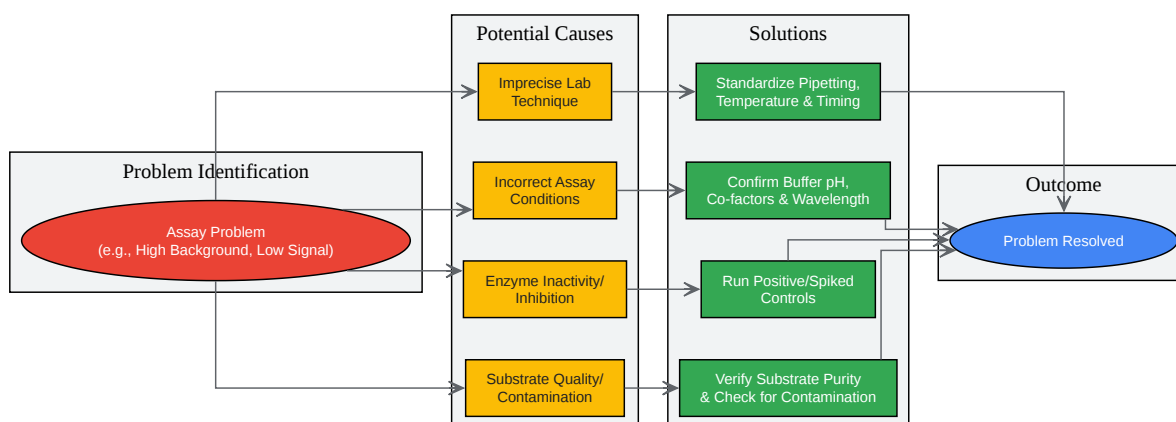 Potential Causes
Solutions
Imprecise Lab
Technique
Standardize Pipetting,
Temperature & Timing
Problem Identification
Incorrect Assay
Conditions
Confirm Buffer pH,
Co-factors & Wavelength
Outcome
Assay Problem
(e.g., High Background, Low Signal)
Problem Resolved
Enzyme Inactivity/
Inhibition
Run Positive/Spiked
Controls
Substrate Quality/
Contamination
Verify Substrate Purity
& Check for Contamination